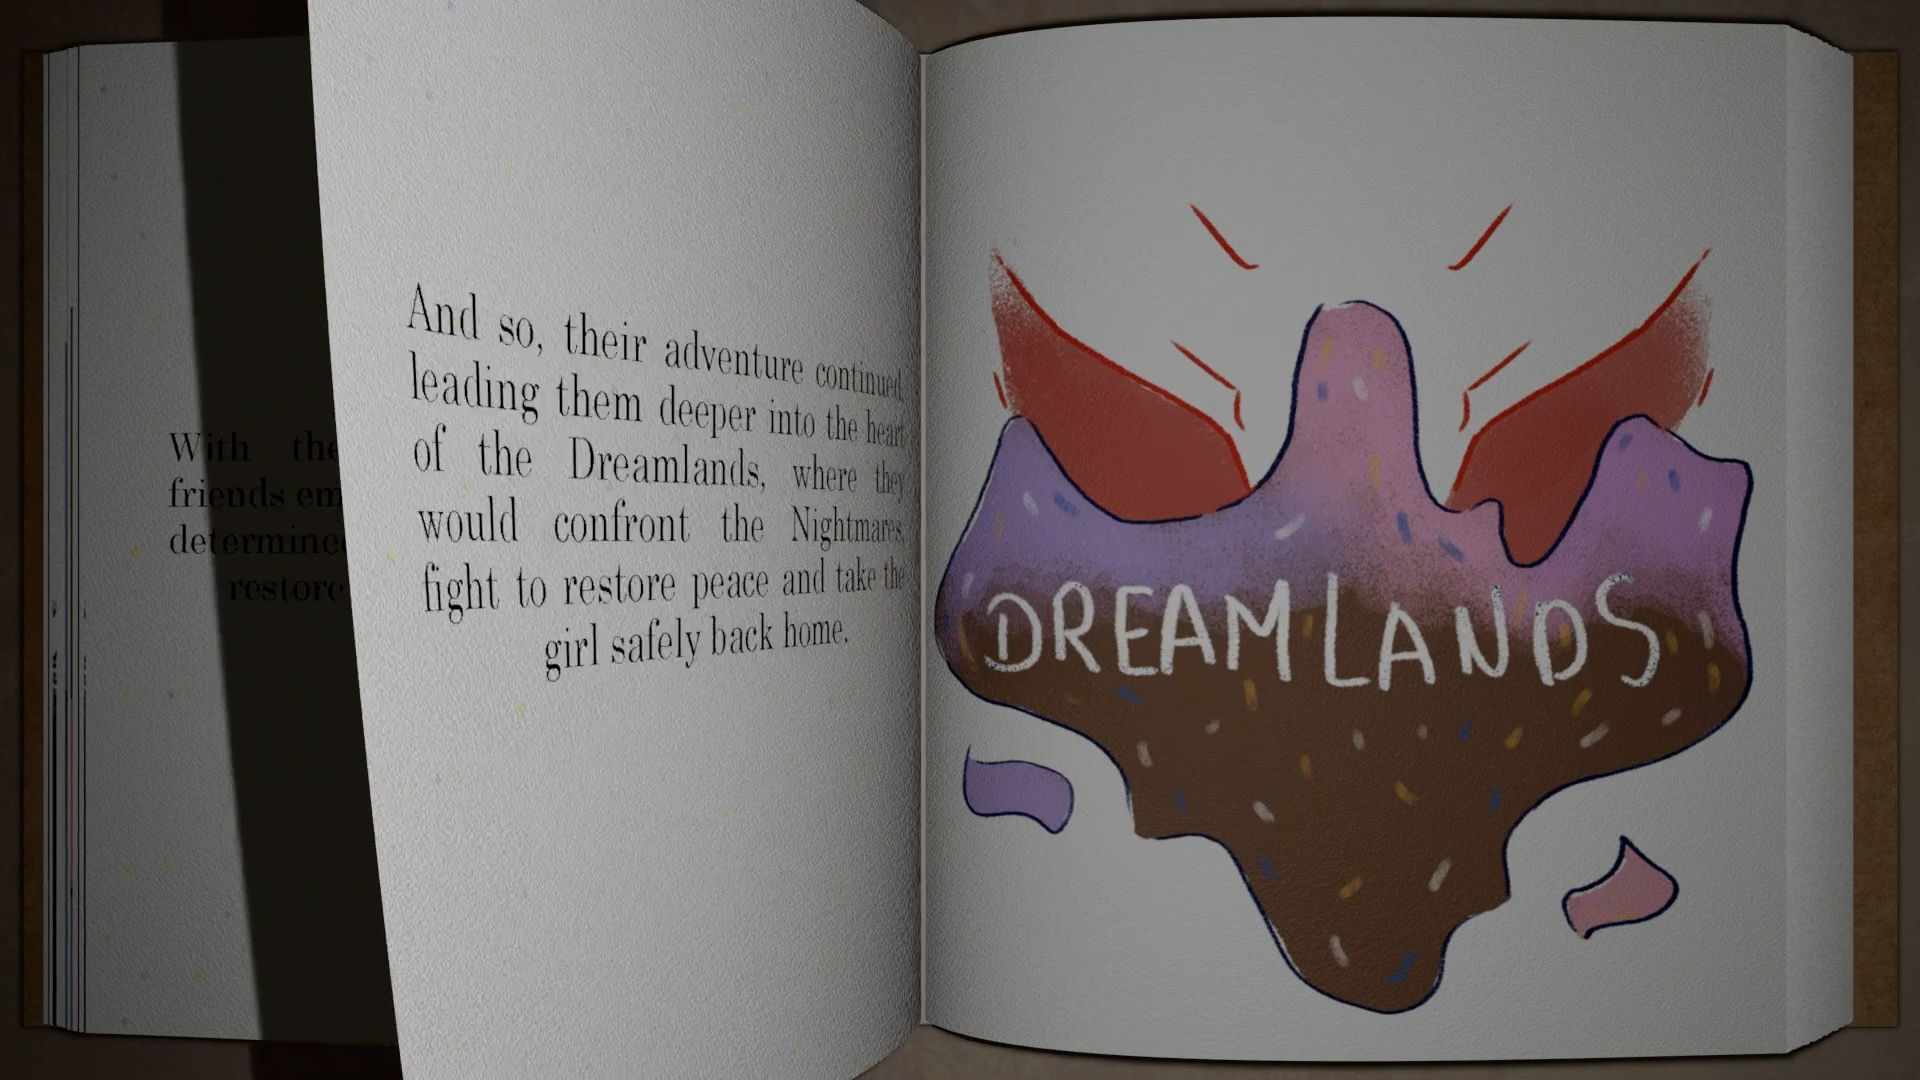 With the
friends em
determine
restore
And so, their adventure continued,
leading them deeper into the heart
of the Dreamlands, where they
would confront the Nightmares,
fight to restore peace and take the
girl safely back home.
DREAMLANDS